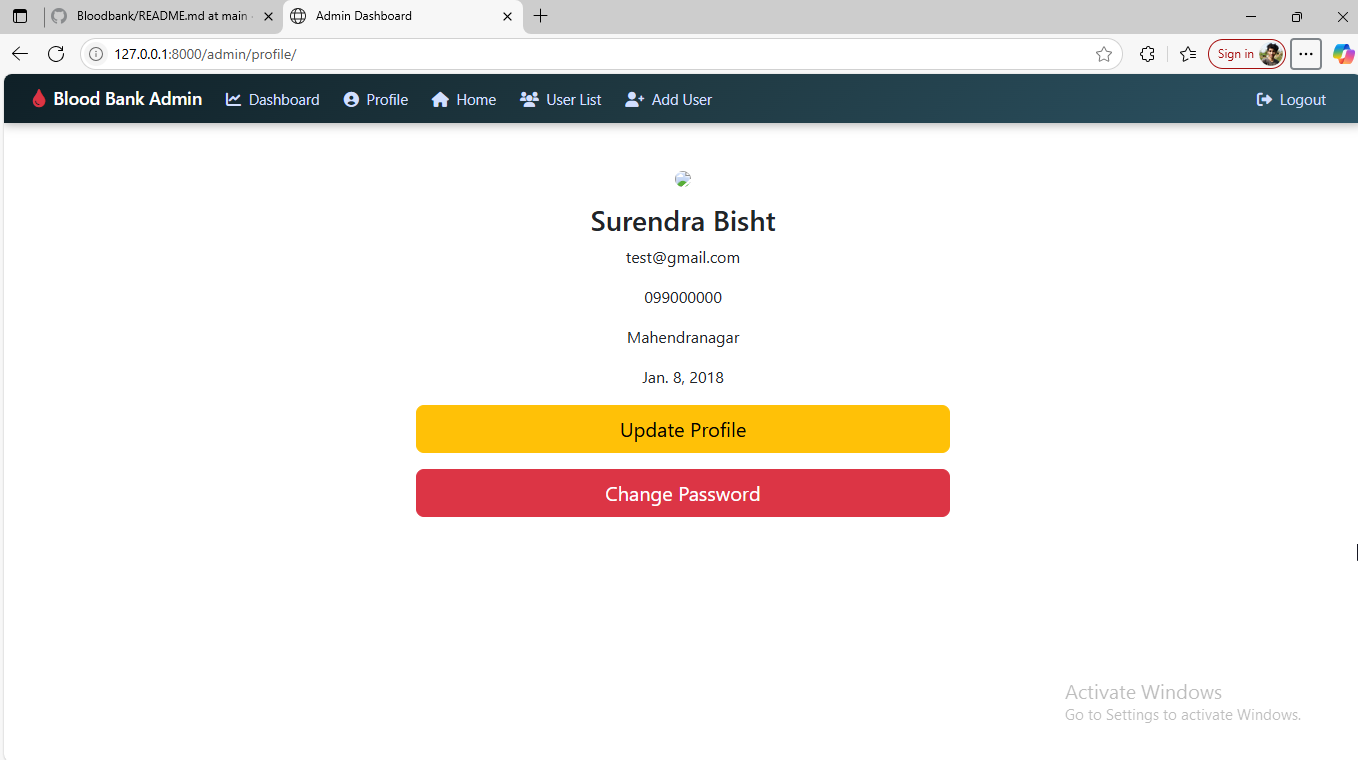 Bloodbank/README.md at main
Admin Dashboard
127.0.0.1:8000/admin/profile/
Sign in
Blood Bank Admin
Dashboard
Profile
Home
User List
Add User
Logout
Surendra Bisht
test@gmail.com
099000000
Mahendranagar
Jan. 8, 2018
Update Profile
Change Password
Activate Windows
Go to Settings to activate Windows.